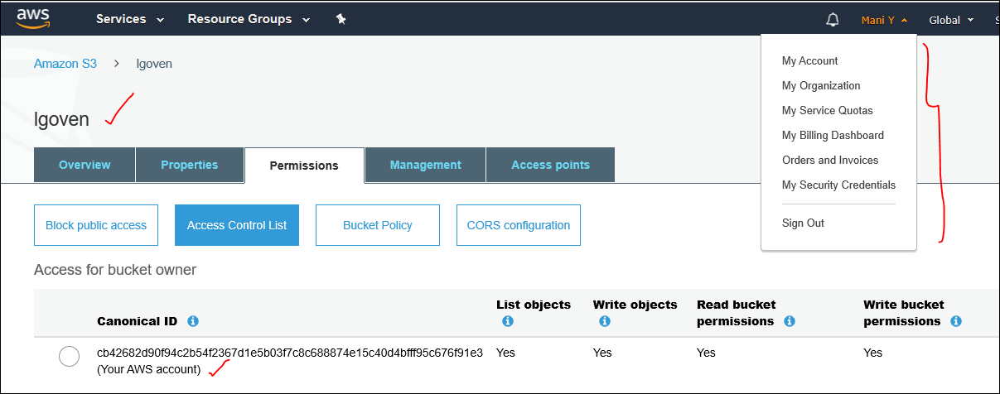 aws Services Resource Groups Mani Y Global S
My Account
My Organization
My Service Quotas
My Billing Dashboard
Orders and Invoices
My Security Credentials
Sign Out
Amazon S3 > lgoven
lgoven
Overview Properties Permissions Management Access points
Block public access Access Control List Bucket Policy CORS configuration
Access for bucket owner
Canonical ID List objects Write objects Read bucket permissions Write bucket permissions
cb42682d90f94c2b54f2367d1e5b03f7c8c688874e15c40d4bfff95c676f91e3 Yes Yes Yes Yes
(Your AWS account)